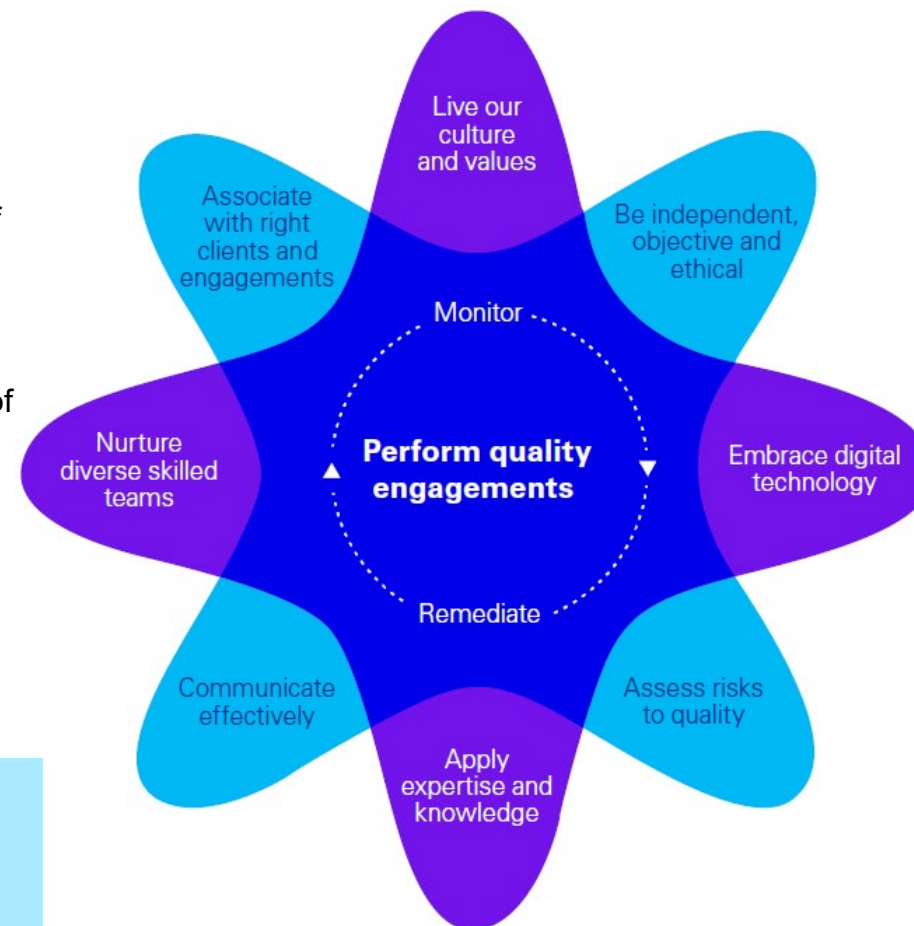 Live our
culture
and values
Associate
with right
clients and
engagements
Be independent,
objective and
ethical
Monitor
of
Nurture
diverse skilled
teams
Perform quality
engagements
Embrace digital
technology
Remediate
Communicate
effectively
Assess risks
to quality
Apply
expertise and
knowledge